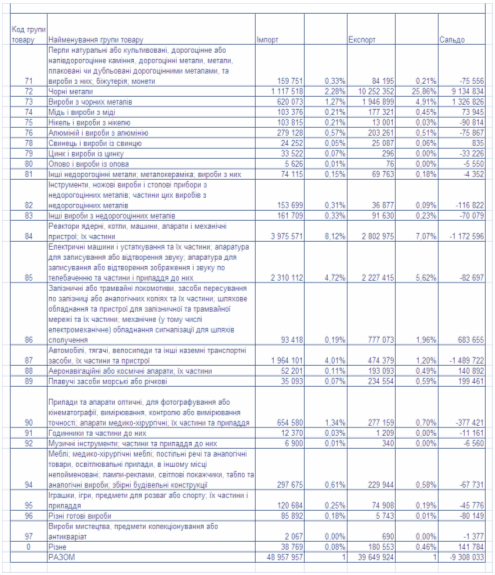 Код групи
товару Найменування групи товару Імпорт Експорт Сальдо
Перли натуральні або культивовані, дорогоцінне або
напівдорогоцінне каміння, дорогоцінні метали, метали,
плаковані чи дубльовані дорогоцінними металами, та
71 вироби з них; біжутерія; монети 159 751 0,33% 84 195 0,21% -75 556
72 Чорнi метали 1 117 518 2,28% 10 252 352 25,86% 9 134 834
73 Вироби з чорних металів 620 073 1,27% 1 946 899 4,91% 1 326 826
74 Мідь і вироби з міді 103 376 0,21% 177 321 0,45% 73 945
75 Нікель і вироби з нікелю 103 815 0,21% 13 001 0,03% -90 814
76 Алюміній і вироби з алюмінію 279 128 0,57% 203 261 0,51% -75 867
78 Свинець і вироби із свинцю 24 252 0,05% 25 087 0,06% 835
79 Цинк і вироби із цинку 33 522 0,07% 296 0,00% -33 226
80 Олово і вироби із олова 5 626 0,01% 76 0,00% -5 550
81 Інші недорогоцінні метали; металокераміка; вироби з них 74 115 0,15% 69 763 0,18% -4 352
Інструменти, ножові вироби і столові прибори з
недорогоцінних металів; частини цих виробів з
82 недорогоцінних металів 153 699 0,31% 36 877 0,09% -116 822
83 Інші вироби з недорогоцінних металів 161 709 0,33% 91 630 0,23% -70 079
Реактори ядерні, котли, машини, апарати і механічні
84 пристрої; їх частини 3 975 571 8,12% 2 802 975 7,07% -1 172 596
Електричні машини і устаткування та їх частини; апаратура
для записування або відтворення звуку; апаратура для
записування або відтворення зображення і звуку по
85 телебаченню та частини і приладдя до них 2 310 112 4,72% 2 227 415 5,62% -82 697
Залізничні або трамвайні локомотиви, засоби пересування
по залізниці або аналогічних коліях та їх частини; шляхове
обладнання та пристрої для залізничної та трамвайної
мережі та їх частини; механічне (у тому числі
електромеханічне) обладнання сигналізації для шляхов
86 сполучення 93 418 0,19% 777 073 1,96% 683 655
Автомобілі, тягачі, велосипеди та інші наземні транспортні
87 засоби, їх частини та пристрої 1 964 101 4,01% 474 379 1,20% -1 489 722
88 Аеронавігаційні або космічні апарати; їх частини 52 201 0,11% 193 093 0,49% 140 892
89 Плавучі засоби морські або річкові 35 093 0,07% 234 554 0,59% 199 461
Прилади та апарати оптичні, для фотографування або
кінематографії, вимірювання, контролю або вимірювання
90 точності; апарати медико-хірургічні; їх частини та приладдя 654 580 1,34% 277 159 0,70% -377 421
91 Годинники та частини до них 12 370 0,03% 1 209 0,00% -11 161
92 Музичні інструменти; частини та приладдя до них 6 900 0,01% 340 0,00% -6 560
Меблі; медико-хірургічні меблі; постільні речі та аналогічні
товари, освітлювальні прилади, в іншому місці
непойменовані; лампи-реклами, світлові покажчики, табло та
94 аналогічні вироби; збірні будівельні конструкції 297 675 0,61% 229 944 0,58% -67 731
Іграшки, ігри, предмети для розваг або спорту; їх частини і
95 приладдя 120 684 0,25% 74 908 0,19% -45 776
96 Різні готові вироби 85 892 0,18% 5 743 0,01% -80 149
Вироби мистецтва, предмети колекціонування або
97 антикваріат 2 067 0,00% 690 0,00% -1 377
0 Різне 38 769 0,08% 180 553 0,46% 141 784
РАЗОМ 48 957 957 1 39 649 924 1 -9 308 033